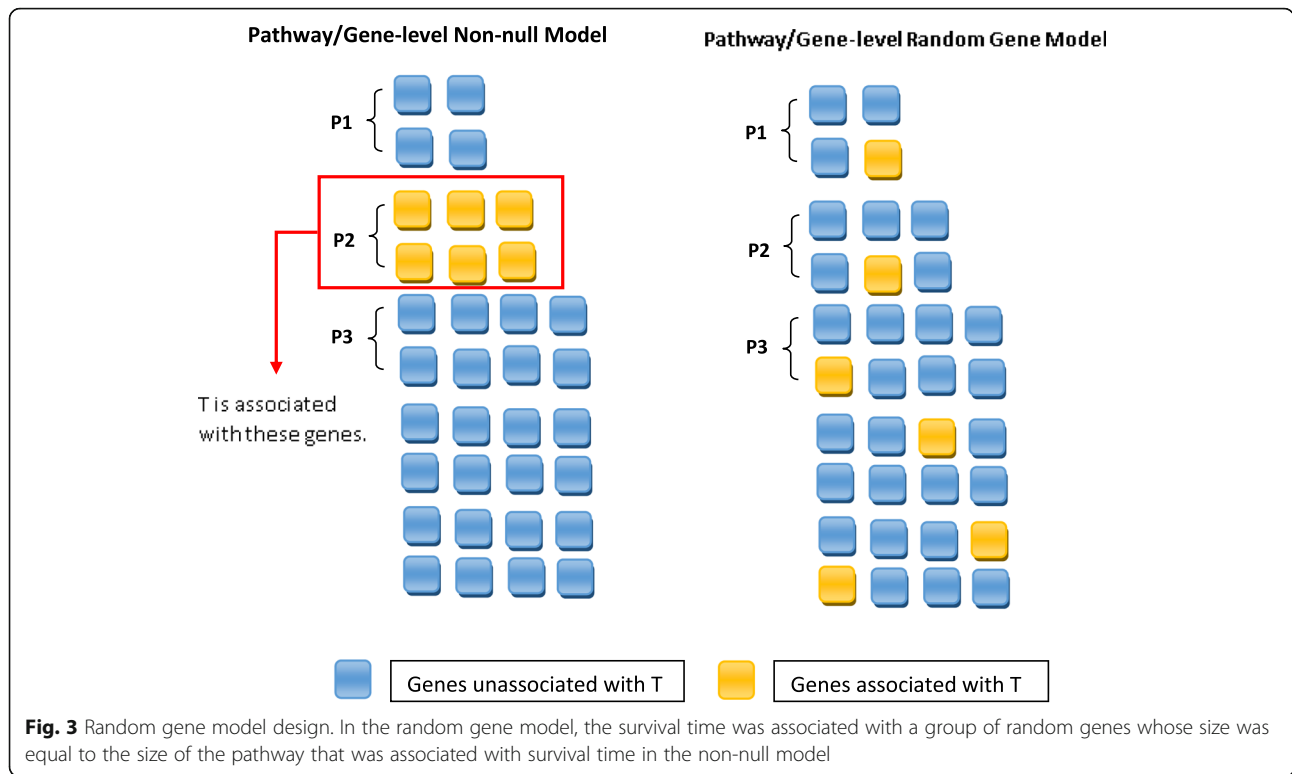 Pathway/Gene-level Non-null Model
Pathway/Gene-level Random Gene Model
P1
P2
P3
T is associated
with these genes.
P1
P2
P3
Genes unassociated with T
Genes associated with T
Fig. 3 Random gene model design. In the random gene model, the survival time was associated with a group of random genes whose size was
equal to the size of the pathway that was associated with survival time in the non-null model